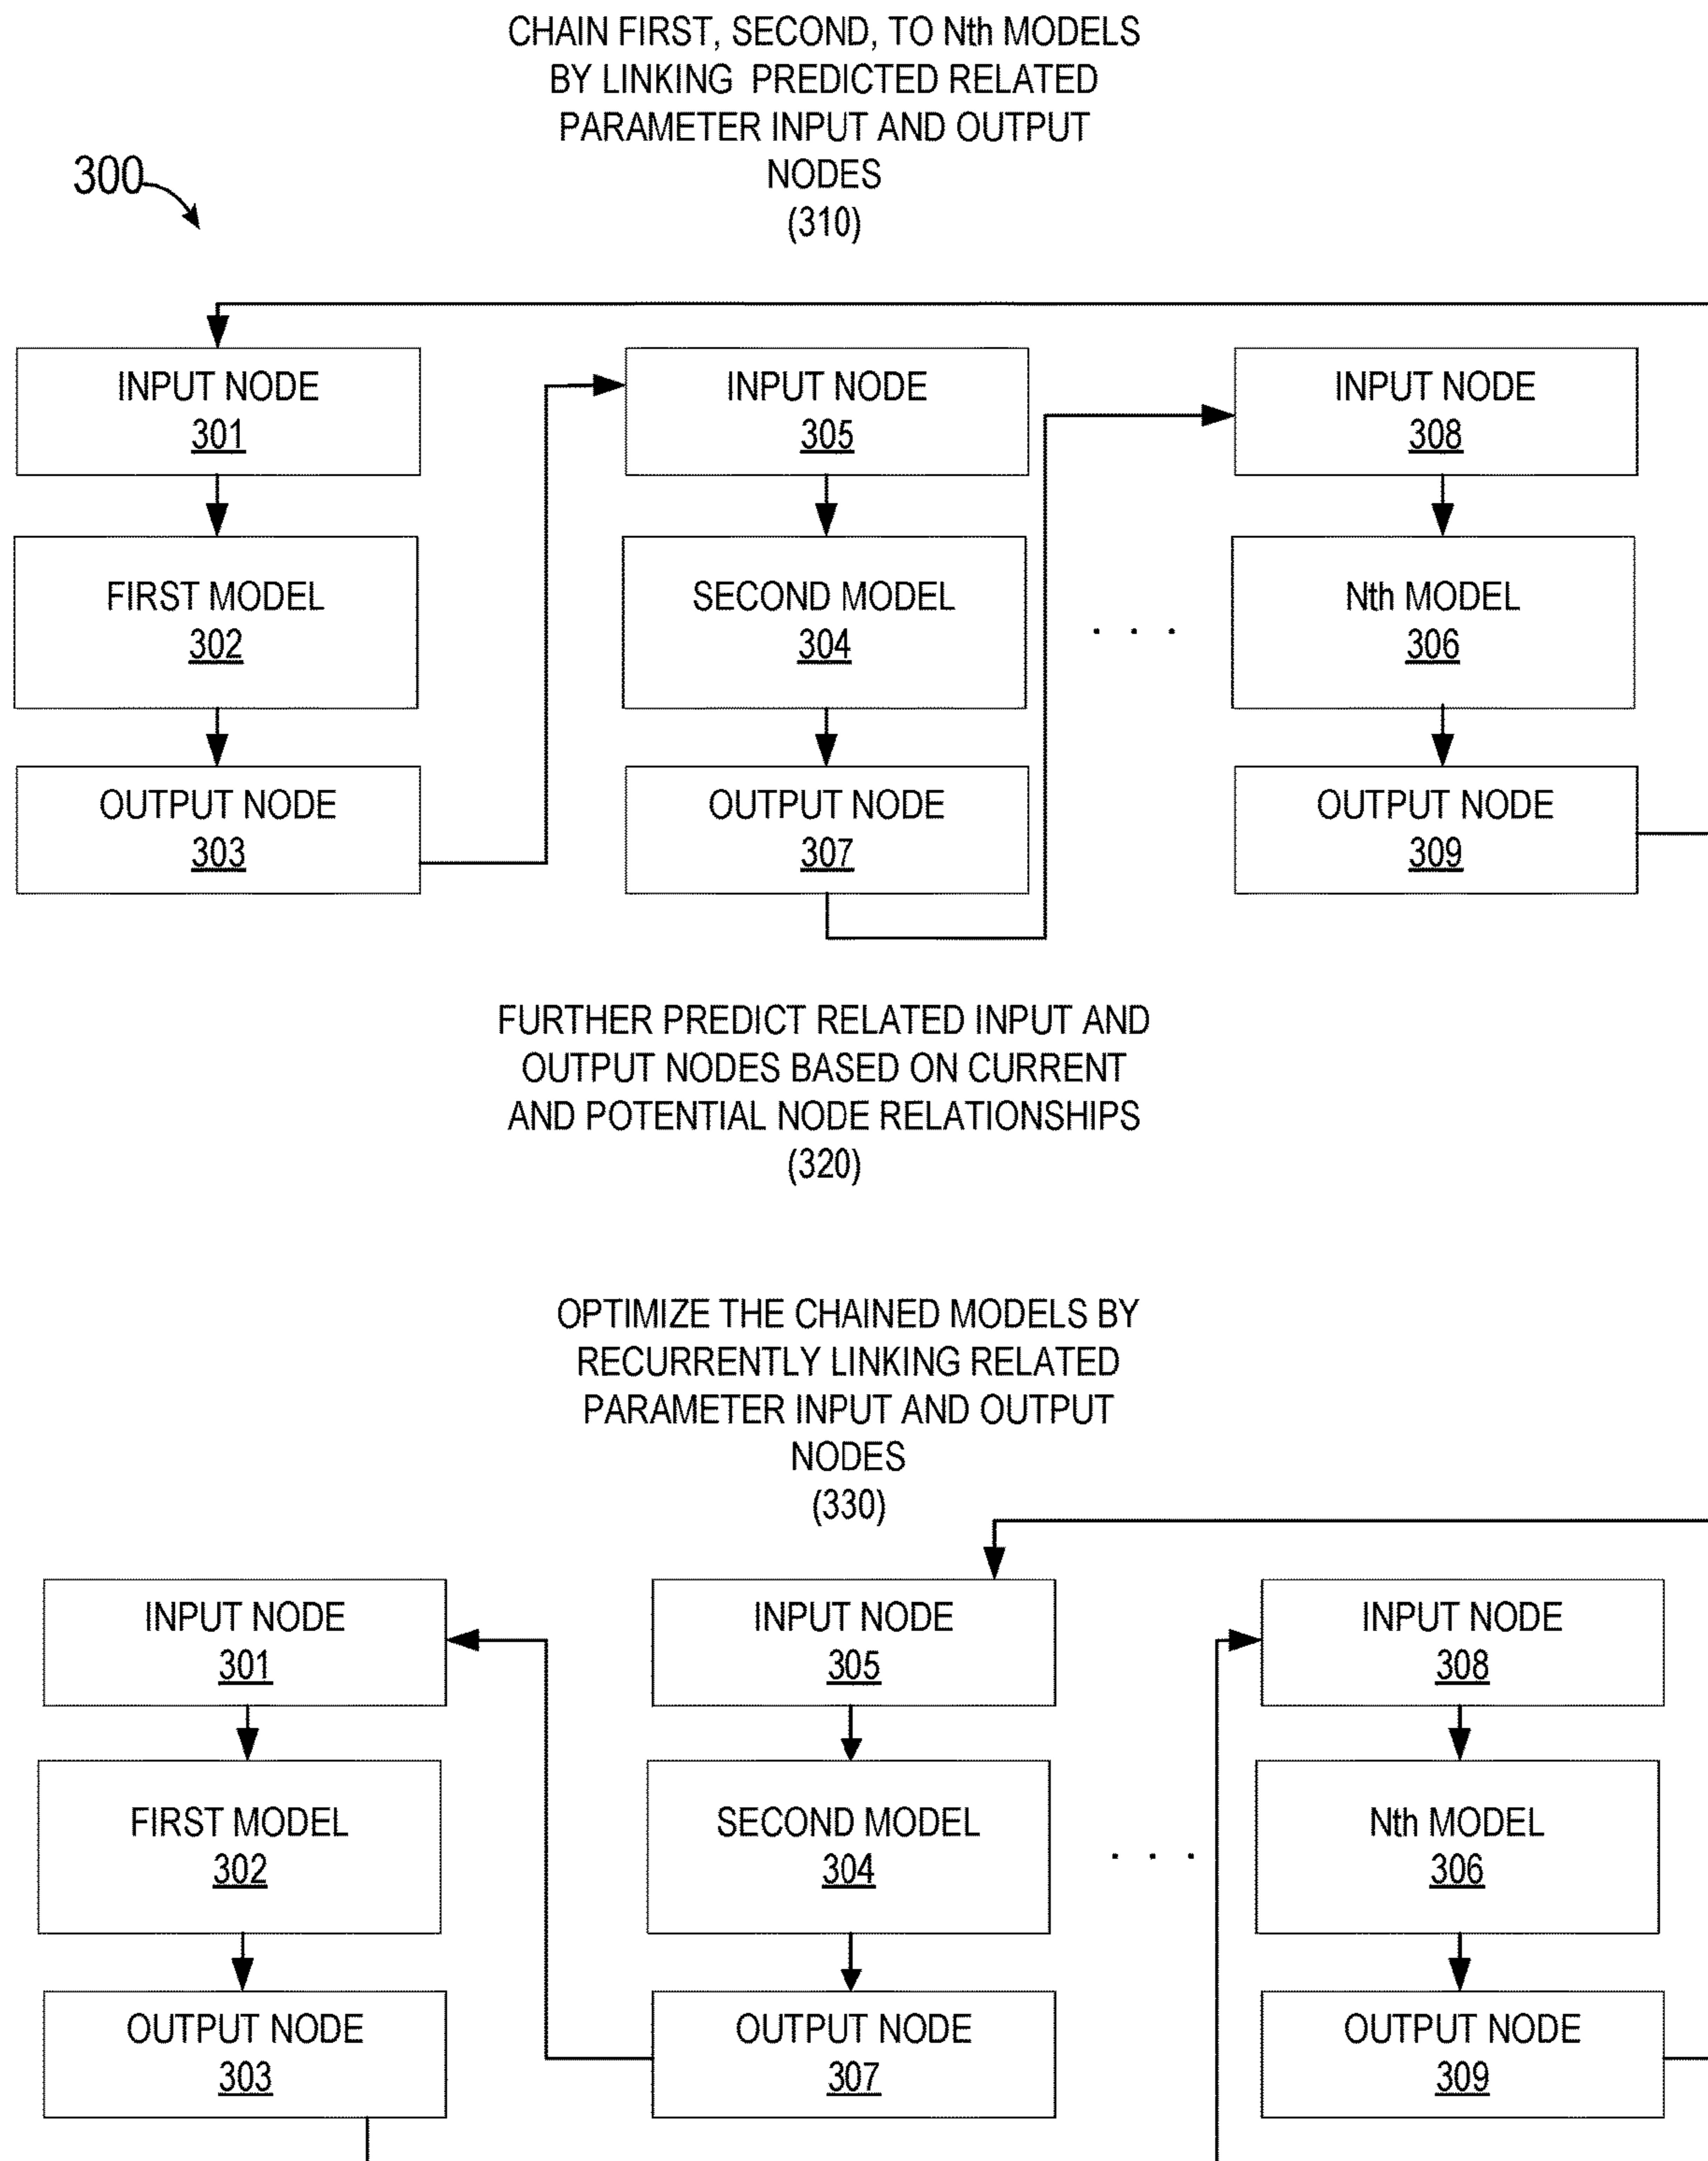 CHAIN FIRST, SECOND, TO Nth MODELS
BY LINKING PREDICTED RELATED
PARAMETER INPUT AND OUTPUT
NODES
(310)
300
INPUT NODE
301
INPUT NODE
305
INPUT NODE
308
FIRST MODEL
302
SECOND MODEL
304
. . .
Nth MODEL
306
OUTPUT NODE
303
OUTPUT NODE
307
OUTPUT NODE
309
FURTHER PREDICT RELATED INPUT AND
OUTPUT NODES BASED ON CURRENT
AND POTENTIAL NODE RELATIONSHIPS
(320)
OPTIMIZE THE CHAINED MODELS BY
RECURRENTLY LINKING RELATED
PARAMETER INPUT AND OUTPUT
NODES
(330)
INPUT NODE
301
INPUT NODE
305
INPUT NODE
308
FIRST MODEL
302
SECOND MODEL
304
. . .
Nth MODEL
306
OUTPUT NODE
303
OUTPUT NODE
307
OUTPUT NODE
309